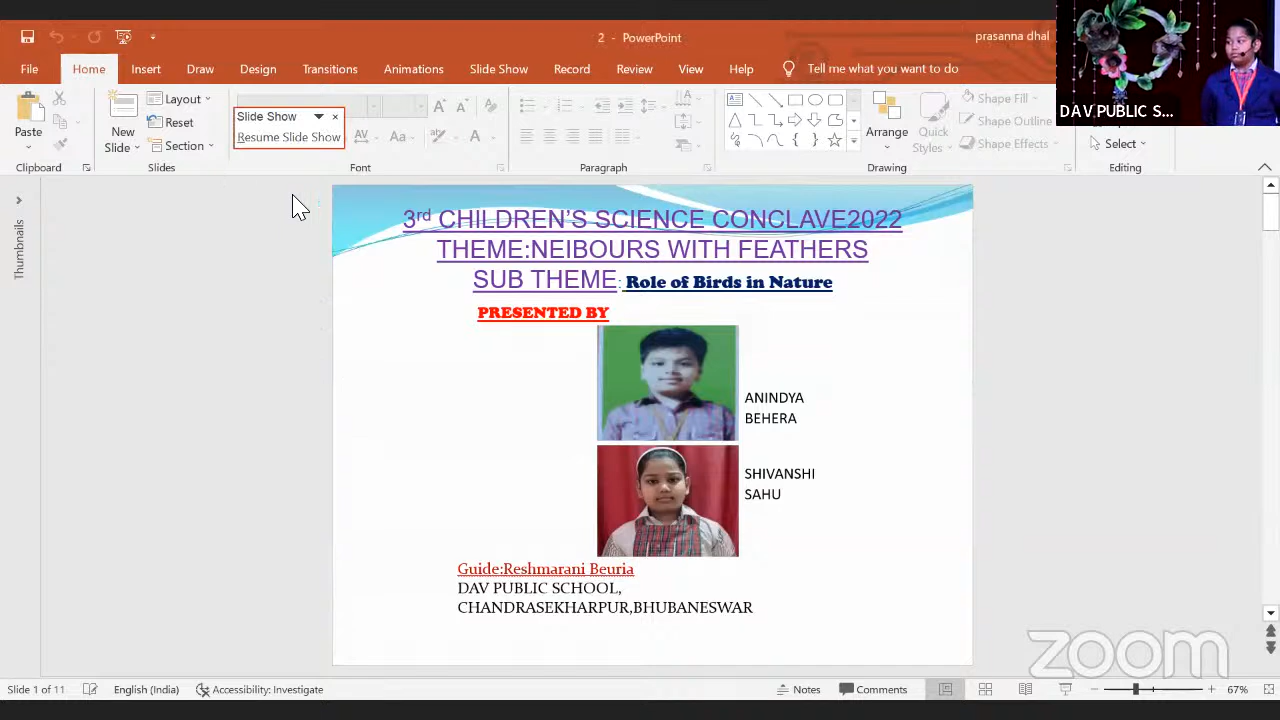 2 - PowerPoint
prasanna dhal
File Home Insert Draw Design Transitions Animations Slide Show Record Review View Help Tell me what you want to do
DAV PUBLIC S...
Paste
New
Slide
Layout
Reset
Section
Slide Show
Resume Slide Show
Aa
A
Arrange
Quick
Styles
Shape Fill
Shape Outline
Shape Effects
Select
Clipboard Slides Font Paragraph Drawing Editing
Thumbnails
3rd CHILDREN’S SCIENCE CONCLAVE2022
THEME:NEIBOURS WITH FEATHERS
SUB THEME: Role of Birds in Nature
PRESENTED BY
ANINDYA
BEHERA
SHIVANSHI
SAHU
Guide:Reshmarani Beuria
DAV PUBLIC SCHOOL,
CHANDRASEKHARPUR,BHUBANESWAR
zoom
Slide 1 of 11 English (India) Accessibility: Investigate Notes Comments 67%